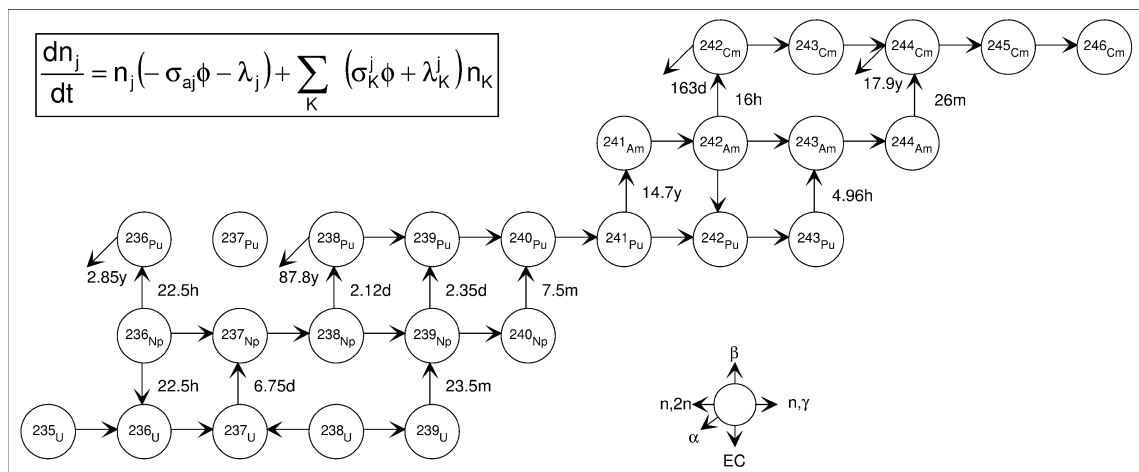 dn_j/dt = n_j(-σ_aj φ - λ_j) + Σ_K (σ_K^j φ + λ_K^j) n_K
242Cm 243Cm 244Cm 245Cm 246Cm
163d 16h 17.9y 26m
241Am 242Am 243Am 244Am
14.7y 4.96h
236Pu 237Pu 238Pu 239Pu 240Pu 241Pu 242Pu 243Pu
2.85y 22.5h 87.8y 2.12d 2.35d 7.5m
236Np 237Np 238Np 239Np 240Np
22.5h 6.75d 23.5m
235U 236U 237U 238U 239U
β
n,2n n,γ
α
EC